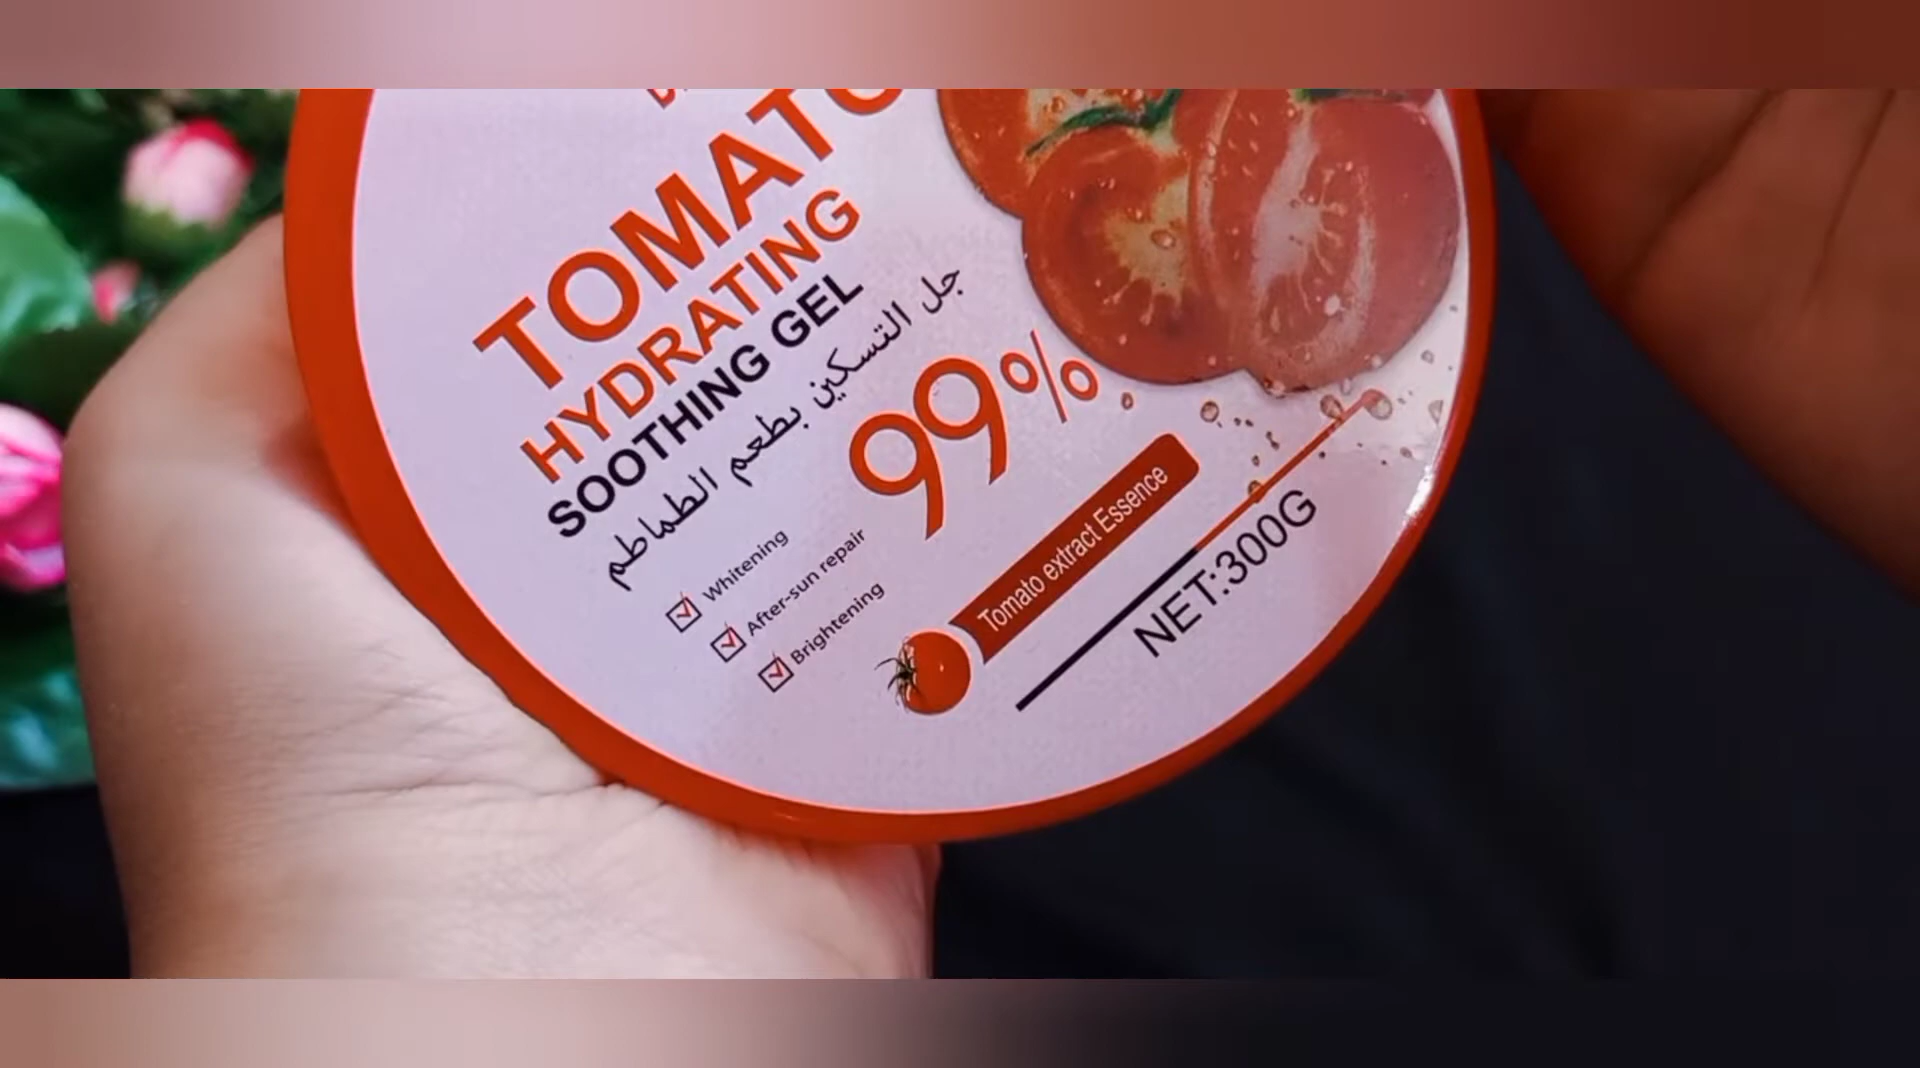 TOMATO
HYDRATING
SOOTHING GEL
جل التسكين بطعم الطماطم
99%
Whitening
After-sun repair
Brightening
Tomato extract Essence
NET:300G